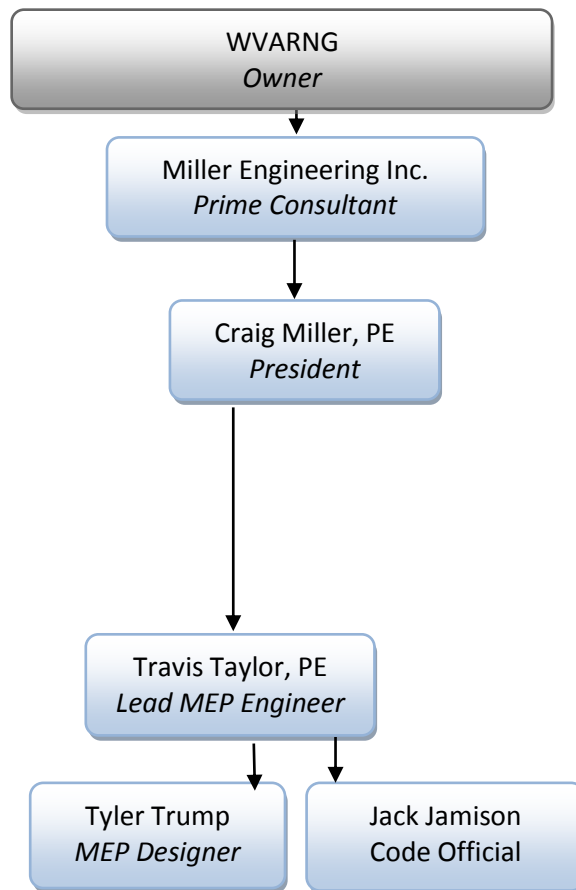 WVARNG
Owner
Miller Engineering Inc.
Prime Consultant
Craig Miller, PE
President
Travis Taylor, PE
Lead MEP Engineer
Tyler Trump
MEP Designer
Jack Jamison
Code Official